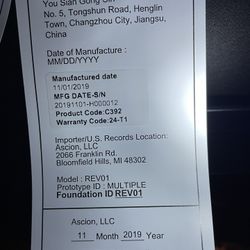 You Sian Gong Sin
No. 5, Tongshun Road, Henglin
Town, Changzhou City, Jiangsu,
China
Date of Manufacture :
MM/DD/YYYY
Manufactured date
11/01/2019
MFG DATE-S/N
20191101-H000012
Product Code:C392
Warranty Code:24-T1
Importer/U.S. Records Location:
Ascion, LLC
2066 Franklin Rd.
Bloomfield Hills, MI 48302
Model : REV01
Prototype ID : MULTIPLE
Foundation ID REV01
Ascion, LLC
11 Month 2019 Year